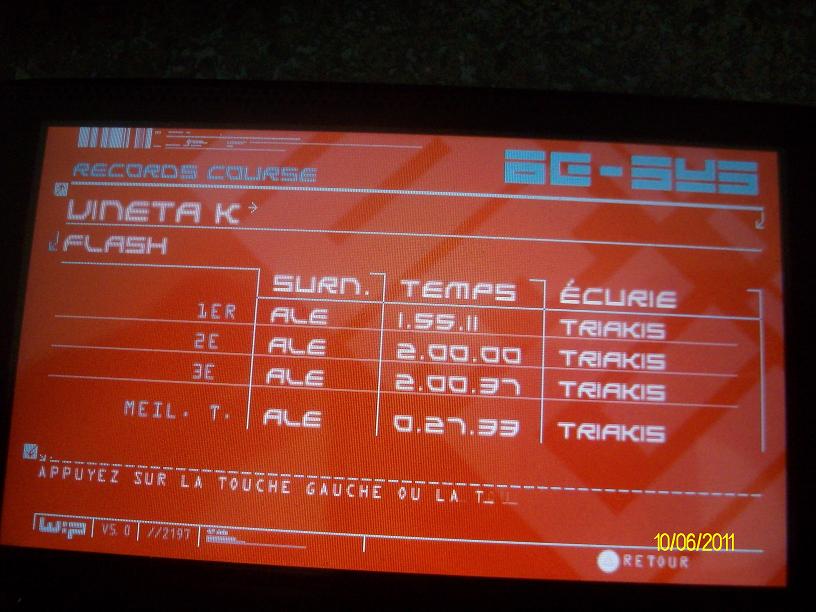 RECORDS COURSE
AG-SYS
VINETA K
FLASH
SURN. TEMPS ÉCURIE
1ER ALE 1.55.11 TRIAKIS
2E ALE 2.00.00 TRIAKIS
3E ALE 2.00.37 TRIAKIS
MEIL. T. ALE 0.27.33 TRIAKIS
APPUYEZ SUR LA TOUCHE GAUCHE OU LA
V5.0 //2197
10/06/2011
RETOUR